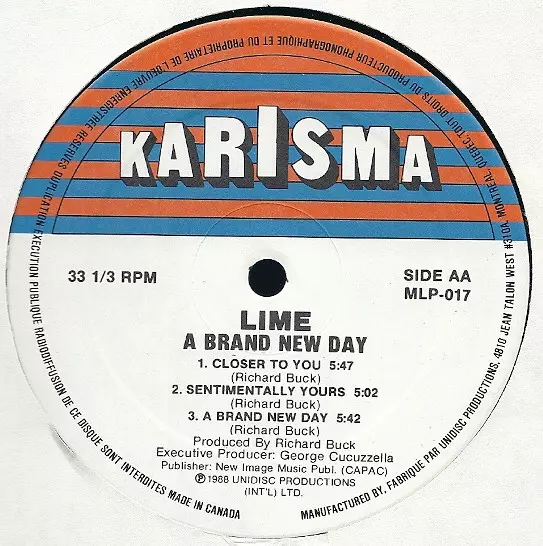 KARISMA
33 1/3 RPM
SIDE AA
MLP-017
LIME
A BRAND NEW DAY
1. CLOSER TO YOU 5:47
(Richard Buck)
2. SENTIMENTALLY YOURS 5:02
(Richard Buck)
3. A BRAND NEW DAY 5:42
(Richard Buck)
Produced By Richard Buck
Executive Producer: George Cucuzzella
Publisher: New Image Music Publ. (CAPAC)
Ⓟ1988 UNIDISC PRODUCTIONS
(INT'L) LTD.
MANUFACTURED BY, FABRIQUÉ PAR UNIDISC PRODUCTIONS, 4810 JEAN TALON WEST #310A MONTREAL, QUEBEC, TOUT DROITS DU PRODUCTEUR PHONOGRAPHIQUE ET DU PROPRIETAIRE DE L'OEUVRE ENREGISTREE RESERVES DUPLICATION EXECUTION PUBLIQUE RADIODIFFUSION DE CE DISQUE SONT INTERDITES MADE IN CANADA